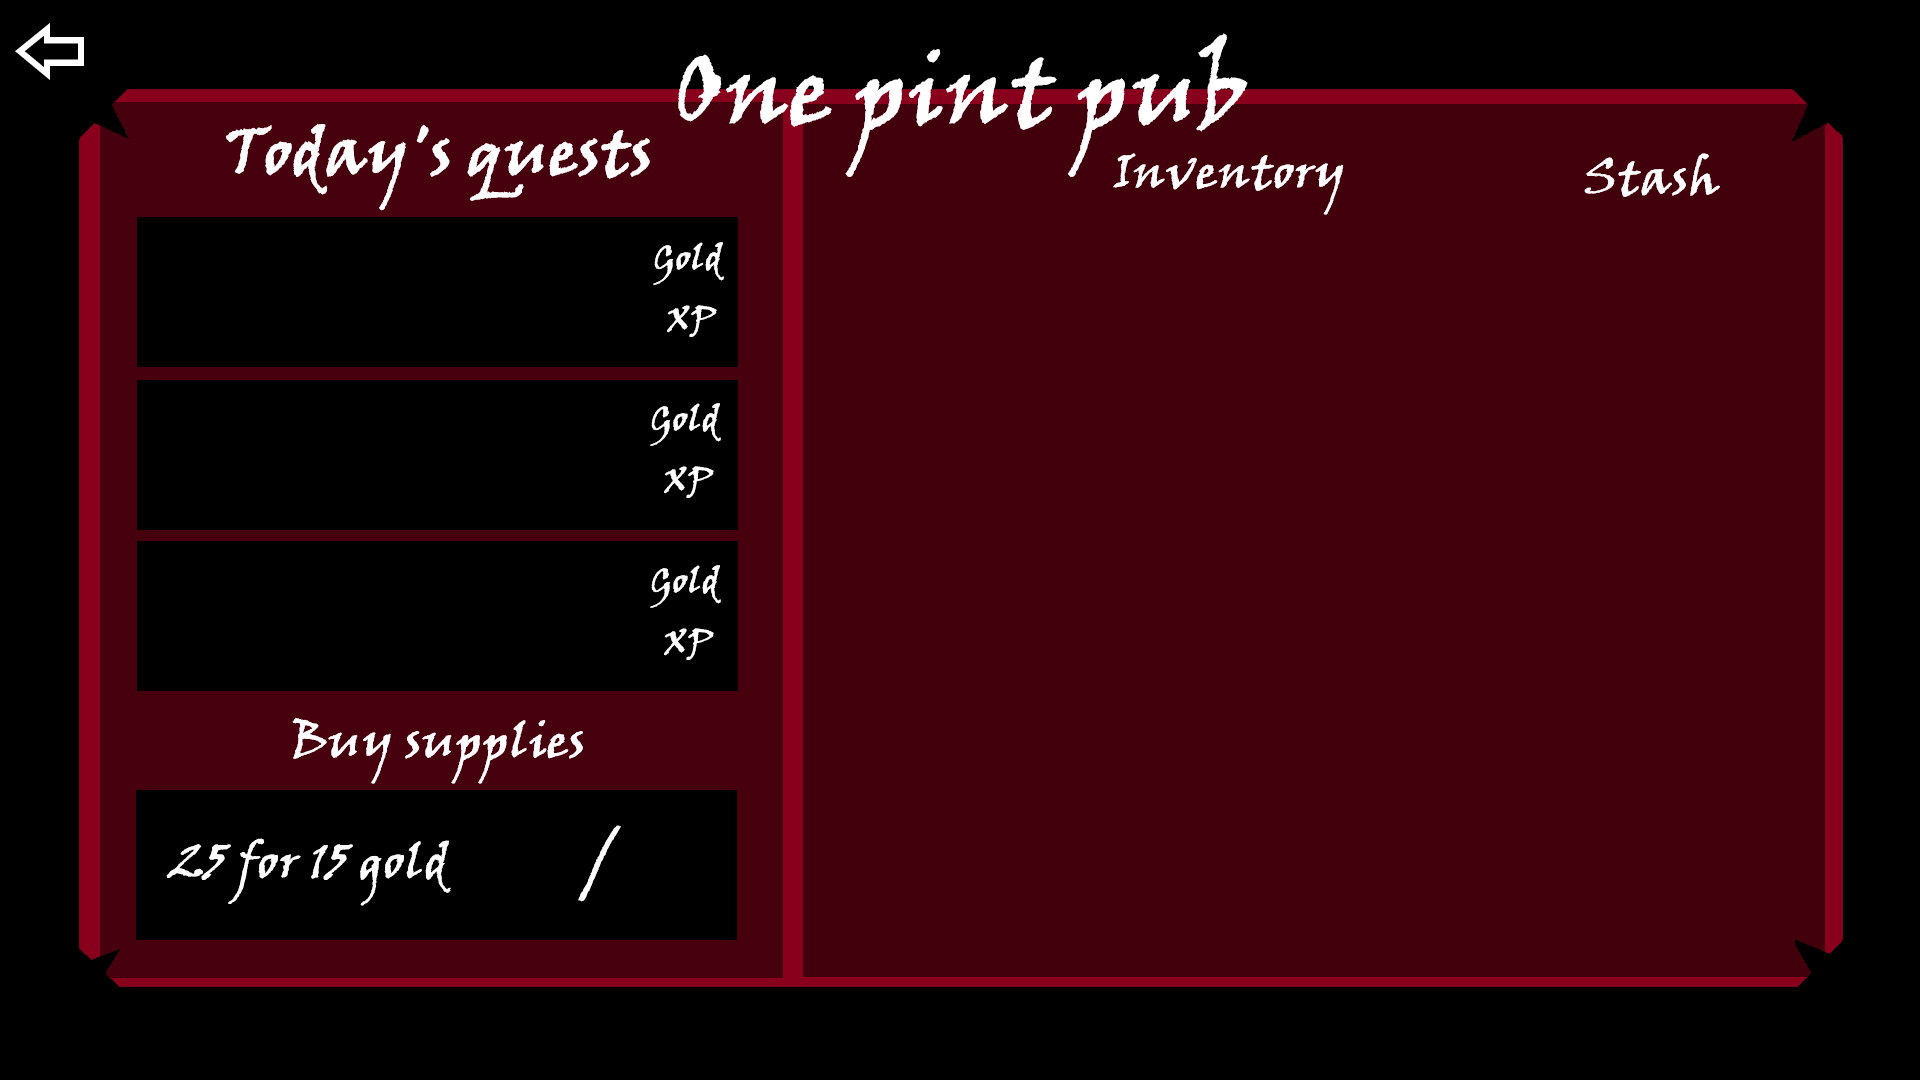 One pint pub
Today's quests
Inventory
Stash
Gold
XP
Gold
XP
Gold
XP
Buy supplies
25 for 15 gold /